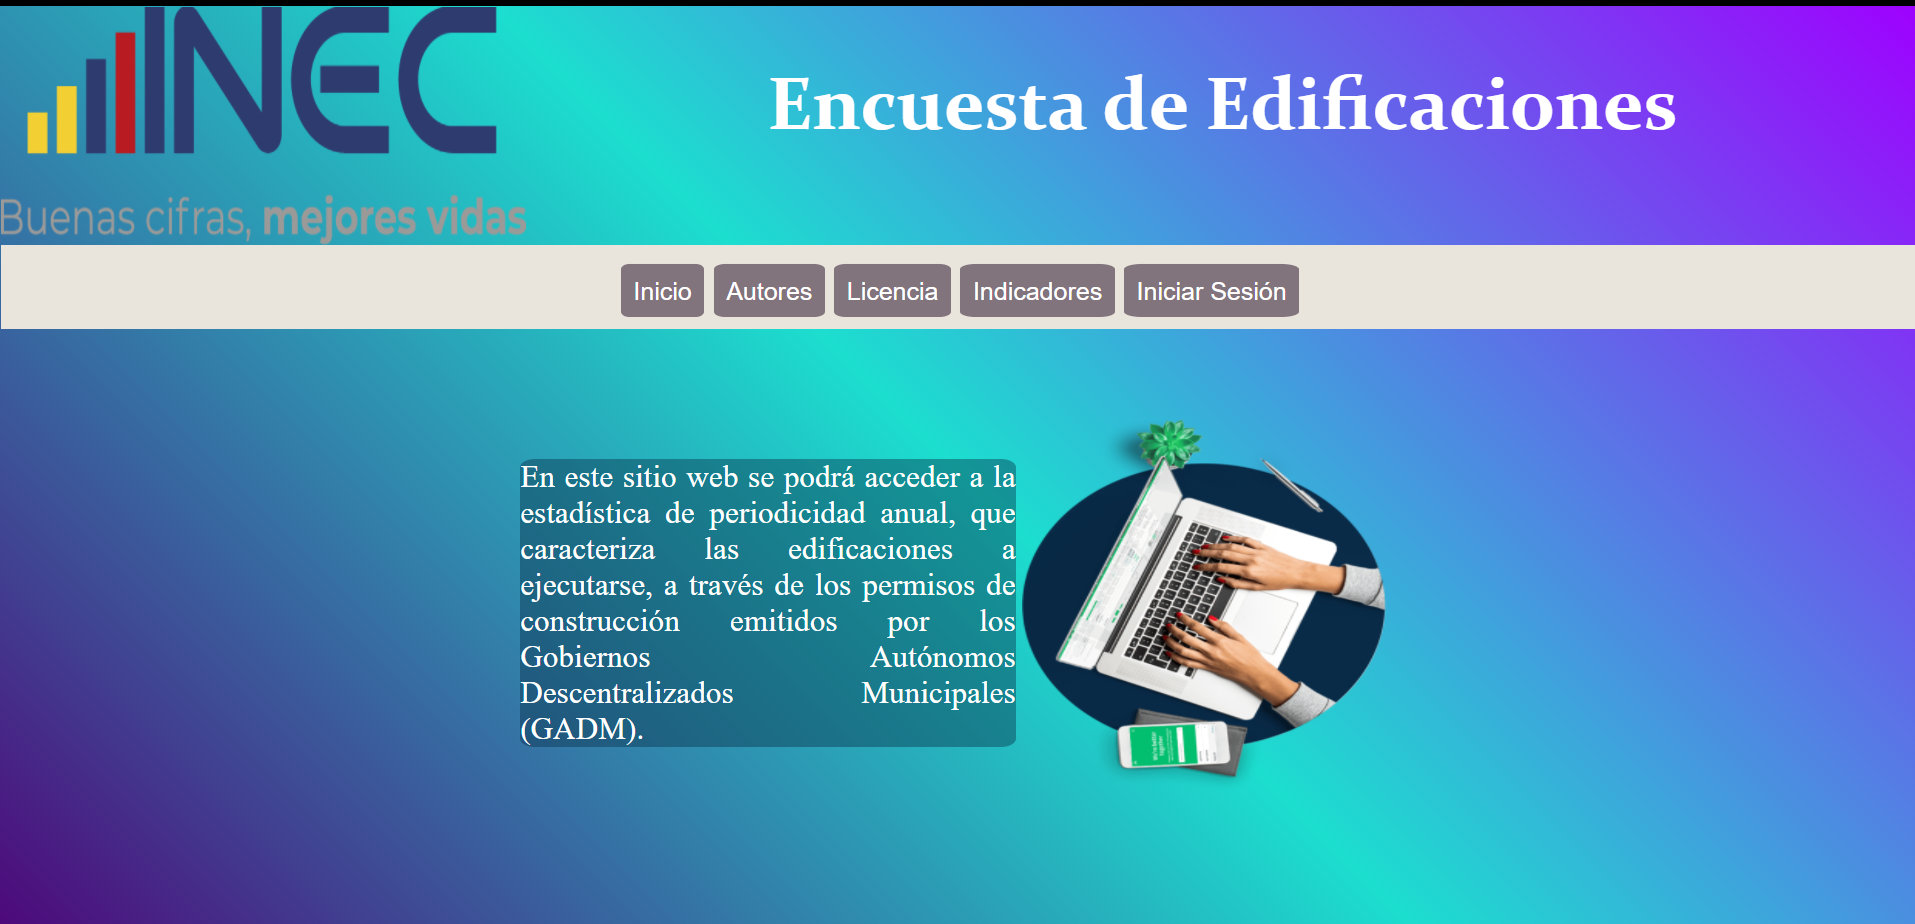 INEC
Buenas cifras, mejores vidas
Encuesta de Edificaciones
Inicio Autores Licencia Indicadores Iniciar Sesión
En este sitio web se podrá acceder a la
estadística de periodicidad anual, que
caracteriza las edificaciones a
ejecutarse, a través de los permisos de
construcción emitidos por los
Gobiernos Autónomos
Descentralizados Municipales
(GADM).